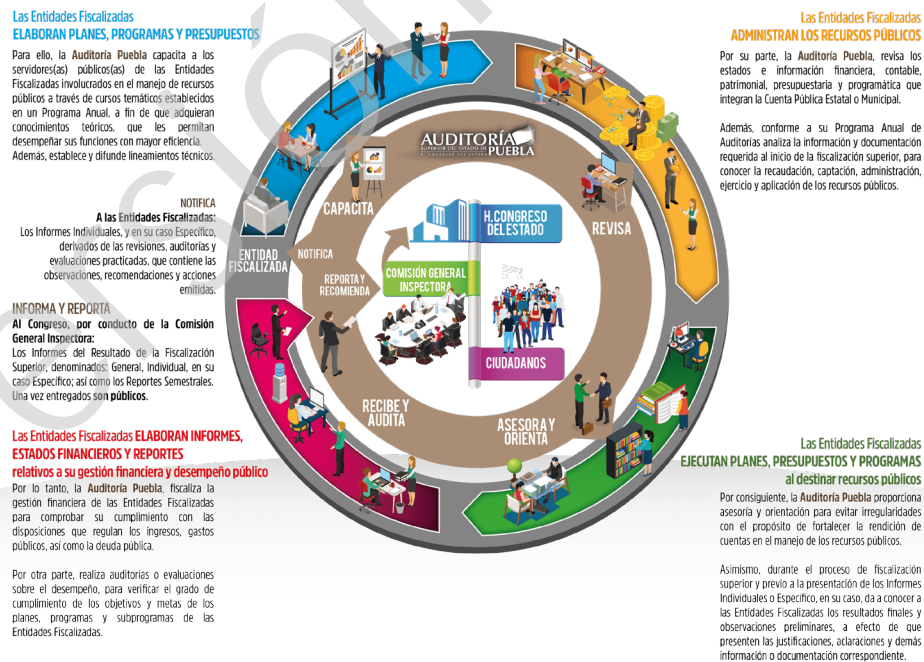 Las Entidades Fiscalizadas
ELABORAN PLANES, PROGRAMAS Y PRESUPUESTOS
Para ello, la Auditoría Puebla capacita a los
servidores(as) públicos(as) de las Entidades
Fiscalizadas involucrados en el manejo de recursos
públicos a través de cursos temáticos establecidos
en un Programa Anual, a fin de que adquieran
conocimientos teóricos, que les permitan
desempeñar sus funciones con mayor eficiencia.
Además, establece y difunde lineamientos técnicos.
NOTIFICA
A las Entidades Fiscalizadas:
Los Informes Individuales, y en su caso Específico,
derivados de las revisiones, auditorías y
evaluaciones practicadas, que contiene las
observaciones, recomendaciones y acciones
emitidas.
INFORMA Y REPORTA
Al Congreso, por conducto de la Comisión
General Inspectora:
Los Informes del Resultado de la Fiscalización
Superior, denominados: General, Individual, en su
caso Específico; así como los Reportes Semestrales.
Una vez entregados son públicos.
Las Entidades Fiscalizadas ELABORAN INFORMES,
ESTADOS FINANCIEROS Y REPORTES
relativos a su gestión financiera y desempeño público
Por lo tanto, la Auditoría Puebla, fiscaliza la
gestión financiera de las Entidades Fiscalizadas
para comprobar su cumplimiento con las
disposiciones que regulan los ingresos, gastos
públicos, así como la deuda pública.
Por otra parte, realiza auditorías o evaluaciones
sobre el desempeño, para verificar el grado de
cumplimiento de los objetivos y metas de los
planes, programas y subprogramas de las
Entidades Fiscalizadas.
AUDITORÍA
SUPERIOR DEL ESTADO DE PUEBLA
H. CONGRESO DEL ESTADO
CAPACITA
REVISA
H. CONGRESO
DEL ESTADO
ENTIDAD
FISCALIZADA
NOTIFICA
REPORTA Y
RECOMIENDA
COMISIÓN GENERAL
INSPECTORA
CIUDADANOS
RECIBE Y
AUDITA
ASESORA Y
ORIENTA
Las Entidades Fiscalizadas
ADMINISTRAN LOS RECURSOS PÚBLICOS
Por su parte, la Auditoría Puebla, revisa los
estados e información financiera, contable,
patrimonial, presupuestaria y programática que
integran la Cuenta Pública Estatal o Municipal.
Además, conforme a su Programa Anual de
Auditorías analiza la información y documentación
requerida al inicio de la fiscalización superior, para
conocer la recaudación, captación, administración,
ejercicio y aplicación de los recursos públicos.
Las Entidades Fiscalizadas
EJECUTAN PLANES, PRESUPUESTOS Y PROGRAMAS
al destinar recursos públicos
Por consiguiente, la Auditoría Puebla proporciona
asesoría y orientación para evitar irregularidades
con el propósito de fortalecer la rendición de
cuentas en el manejo de los recursos públicos.
Asimismo, durante el proceso de fiscalización
superior y previo a la presentación de los Informes
Individuales o Específico, en su caso, da a conocer a
las Entidades Fiscalizadas los resultados finales y
observaciones preliminares, a efecto de que
presenten las justificaciones, aclaraciones y demás
información o documentación correspondiente.